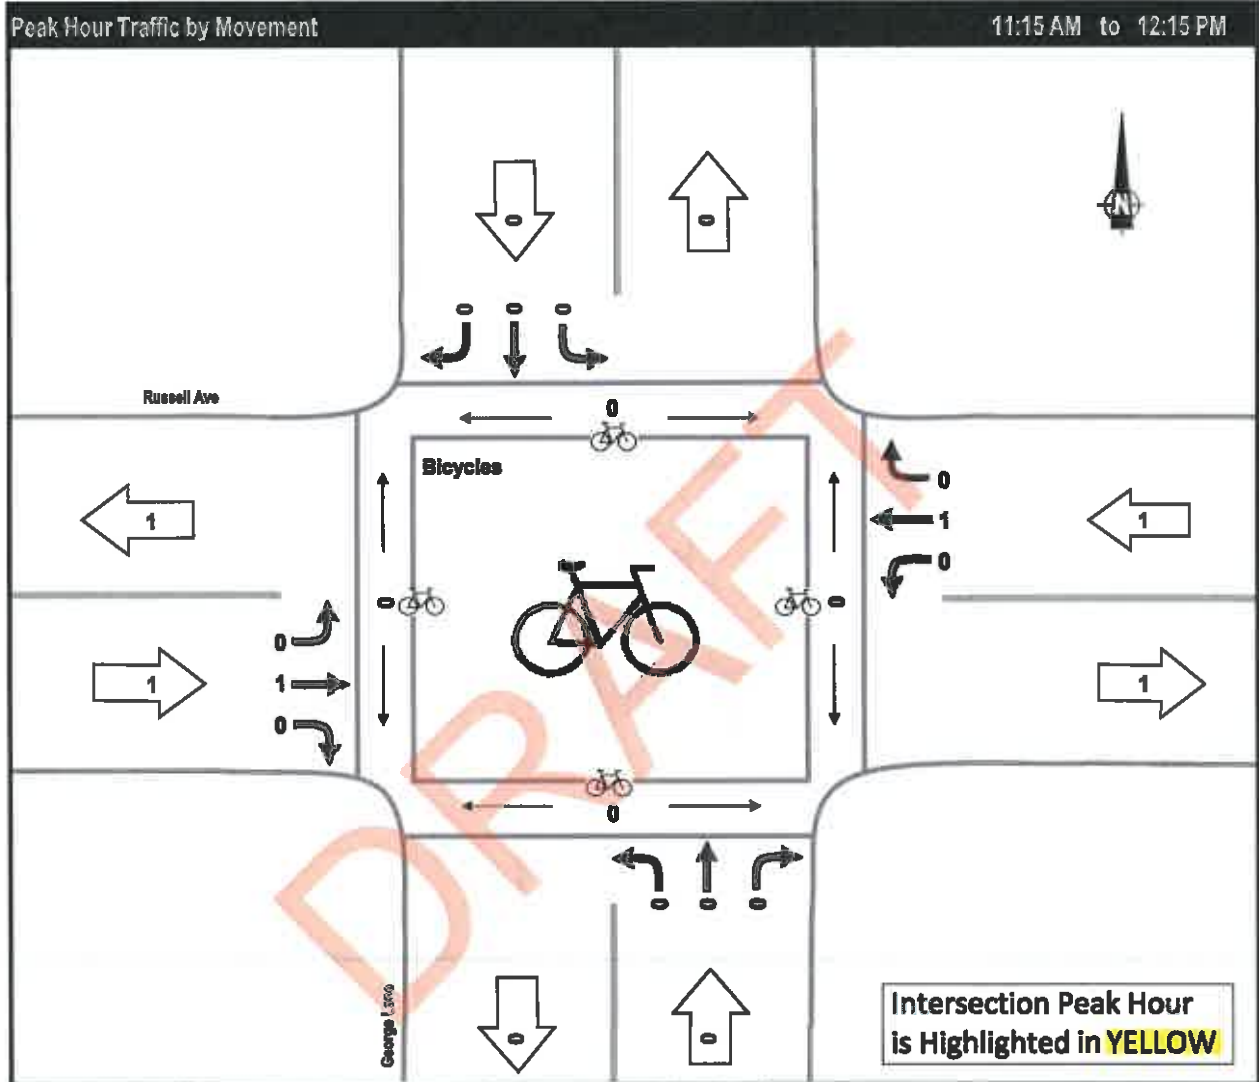 Peak Hour Traffic by Movement 11:15 AM to 12:15 PM
N
0
0
0 0 0
Russell Ave
0
Bicycles
0
1
0
1
1
0
0
0
1
0
1
1
0
0 0 0
DRAFT
George Lane
0
0
Intersection Peak Hour
is Highlighted in YELLOW